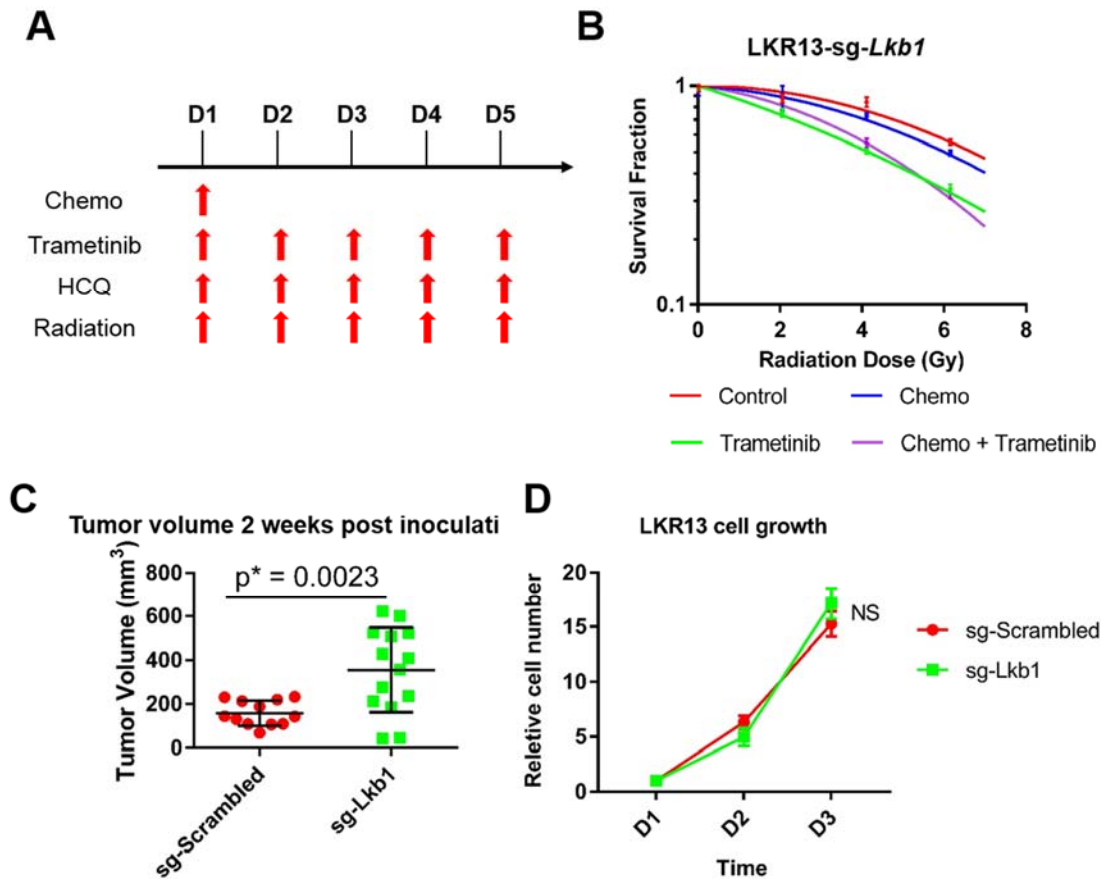 A
D1 D2 D3 D4 D5
Chemo
Trametinib
HCQ
Radiation
B
LKR13-sg-Lkb1
Survival Fraction
1
0.1
0 2 4 6 8
Radiation Dose (Gy)
Control Chemo
Trametinib Chemo + Trametinib
C
Tumor volume 2 weeks post inoculati
Tumor Volume (mm³)
800
600
400
200
0
p* = 0.0023
sg-Scrambled
sg-Lkb1
D
LKR13 cell growth
Reletive cell number
20
15
10
5
0
NS
D1 D2 D3
Time
sg-Scrambled
sg-Lkb1